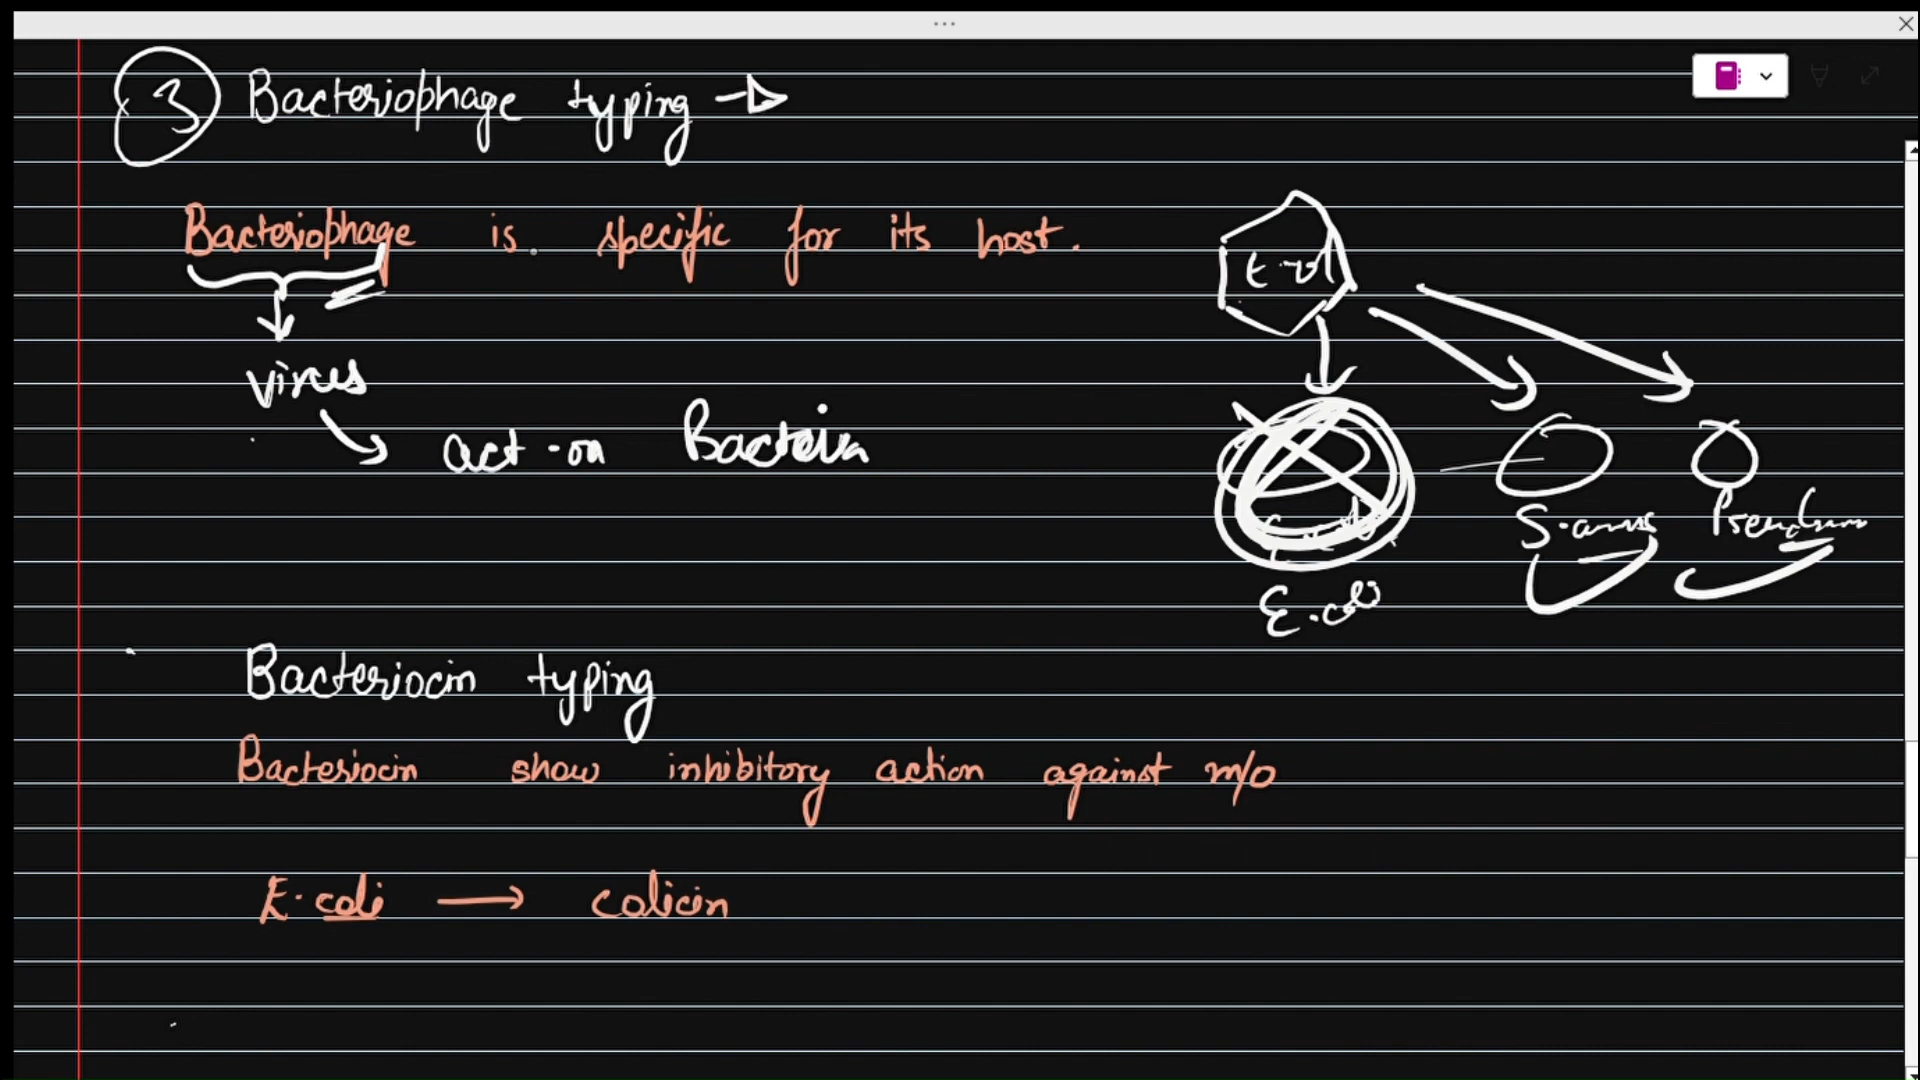 3 Bacteriophage typing →
Bacteriophage is specific for its host.
virus
act-on Bacteria
E. coli
S. aureus
Bacteriocin typing
Bacteriocin show inhibitory action against m/o
E. coli → colicin